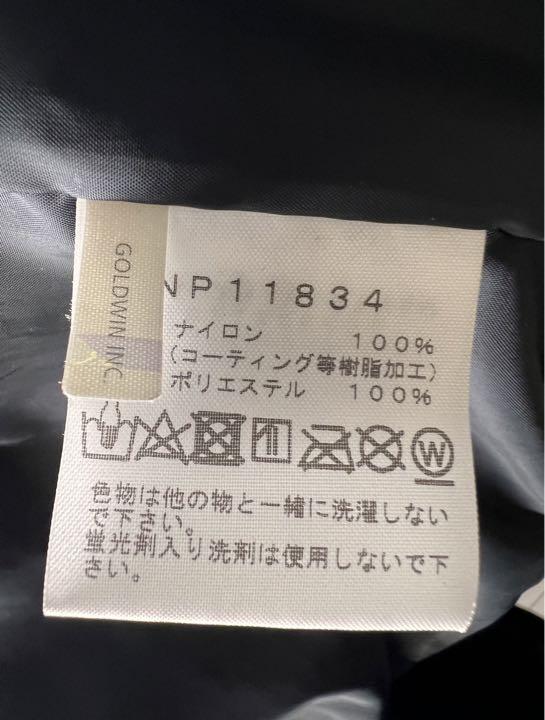 GOLDWIN INC.
NP11834
ナイロン 100%
(コーティング等樹脂加工)
ポリエステル 100%
W
色物は他の物と一緒に洗濯しない
で下さい。
蛍光剤入り洗剤は使用しないで下
さい。